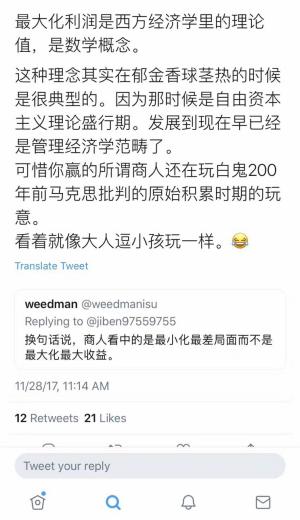 最大化利润是西方经济学里的理论
值，是数学概念。
这种理念其实在郁金香球茎热的时候
是很典型的。因为那时候是自由资本
主义理论盛行期。发展到现在早已经
是管理经济学范畴了。
可惜你赢的所谓商人还在玩白鬼200
年前马克思批判的原始积累时期的玩
意。
看着就像大人逗小孩玩一样。😂
Translate Tweet
weedman @weedmanisu
Replying to @jiben97559755
换句话说，商人看中的是最小化最差局面而不是
最大化最大收益。
11/28/17, 11:14 AM
12 Retweets 21 Likes
Tweet your reply